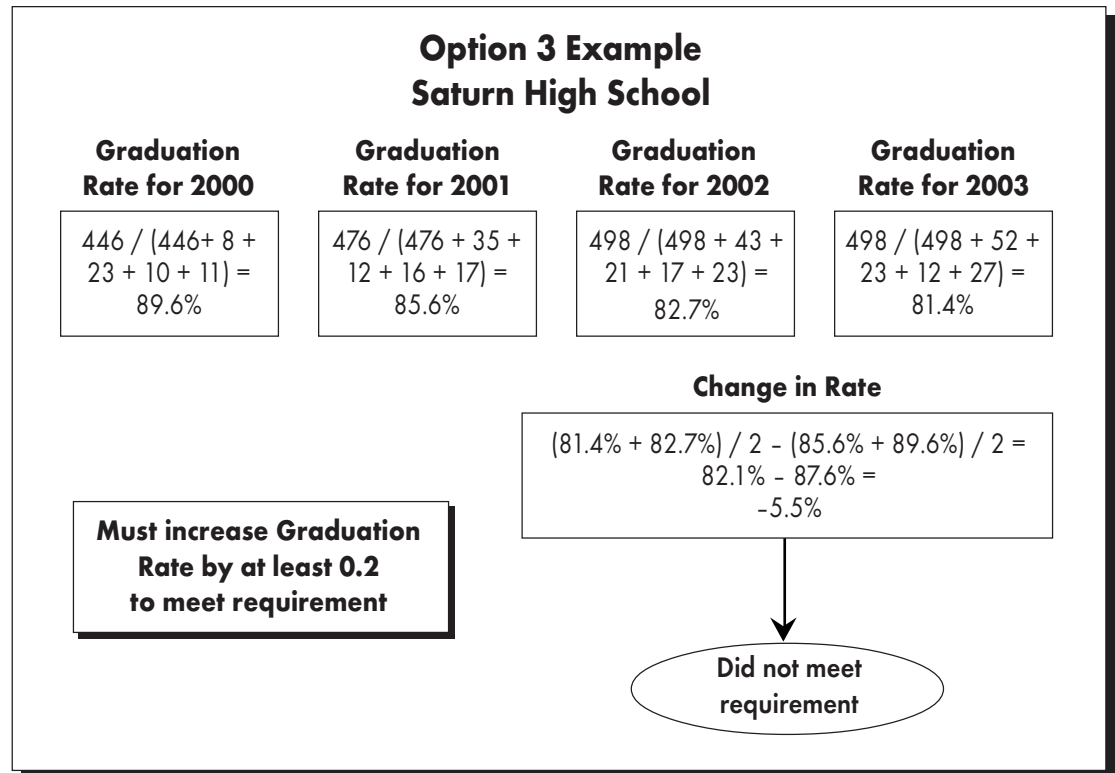 Option 3 Example
Saturn High School
Graduation
Rate for 2000
446 / (446+ 8 +
23 + 10 + 11) =
89.6%
Graduation
Rate for 2001
476 / (476 + 35 +
12 + 16 + 17) =
85.6%
Graduation
Rate for 2002
498 / (498 + 43 +
21 + 17 + 23) =
82.7%
Graduation
Rate for 2003
498 / (498 + 52 +
23 + 12 + 27) =
81.4%
Change in Rate
(81.4% + 82.7%) / 2 – (85.6% + 89.6%) / 2 =
82.1% – 87.6% =
–5.5%
Must increase Graduation
Rate by at least 0.2
to meet requirement
Did not meet
requirement